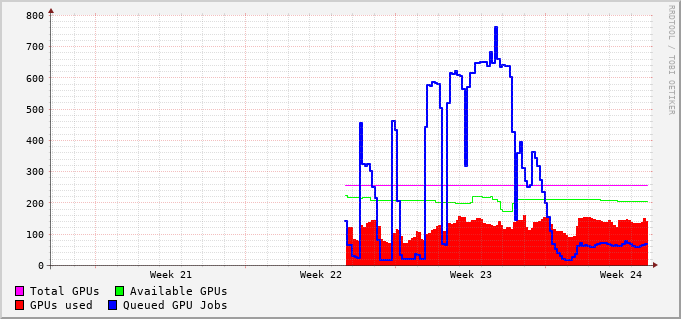 800
700
600
500
400
300
200
100
0
Week 21 Week 22 Week 23 Week 24
Total GPUs Available GPUs
GPUs used Queued GPU Jobs
RRDTOOL / TOBI OETIKER